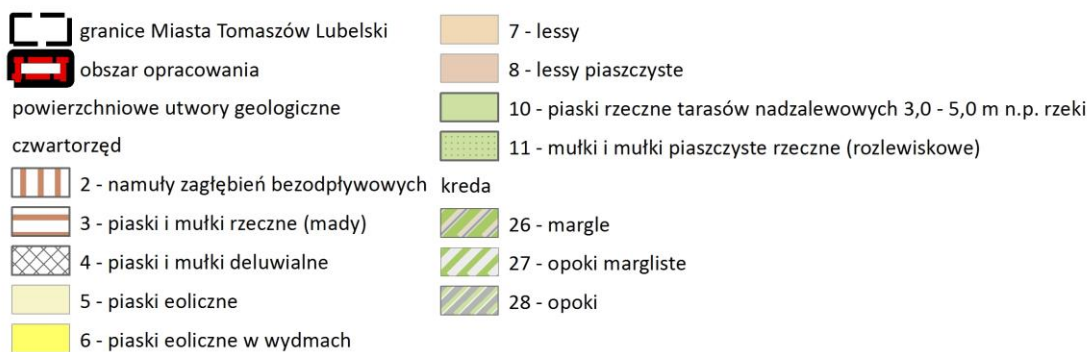 granice Miasta Tomaszów Lubelski
obszar opracowania
powierzchniowe utwory geologiczne
czwartorzęd
2 - namuły zagłębień bezodpływowych
3 - piaski i mułki rzeczne (mady)
4 - piaski i mułki deluwialne
5 - piaski eoliczne
6 - piaski eoliczne w wydmach
7 - lessy
8 - lessy piaszczyste
10 - piaski rzeczne tarasów nadzalewowych 3,0 - 5,0 m n.p. rzeki
11 - mułki i mułki piaszczyste rzeczne (rozlewiskowe)
kreda
26 - margle
27 - opoki margliste
28 - opoki